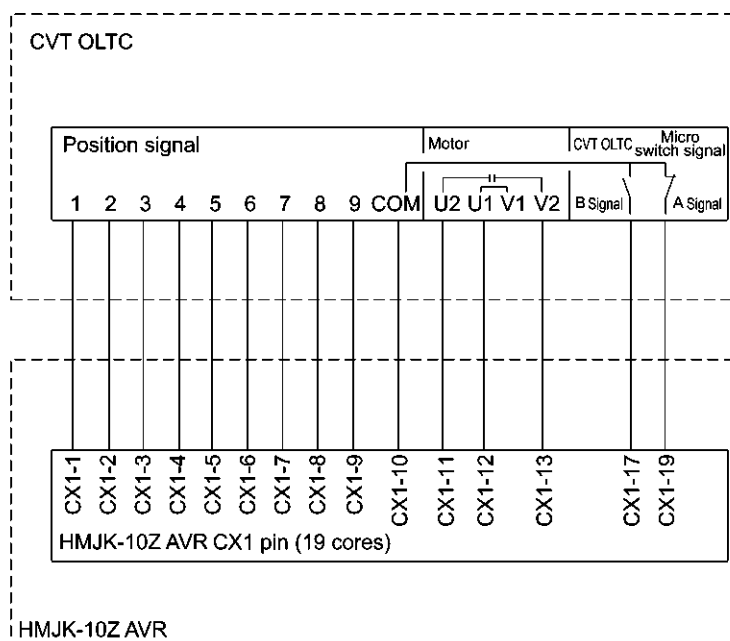 CVT OLTC
Position signal
Motor
CVT OLTC
Micro
switch signal
1 2 3 4 5 6 7 8 9 COM U2 U1 V1 V2
B Signal
A Signal
CX1-1
CX1-2
CX1-3
CX1-4
CX1-5
CX1-6
CX1-7
CX1-8
CX1-9
CX1-10
CX1-11
CX1-12
CX1-13
CX1-17
CX1-19
HMJK-10Z AVR CX1 pin (19 cores)
HMJK-10Z AVR